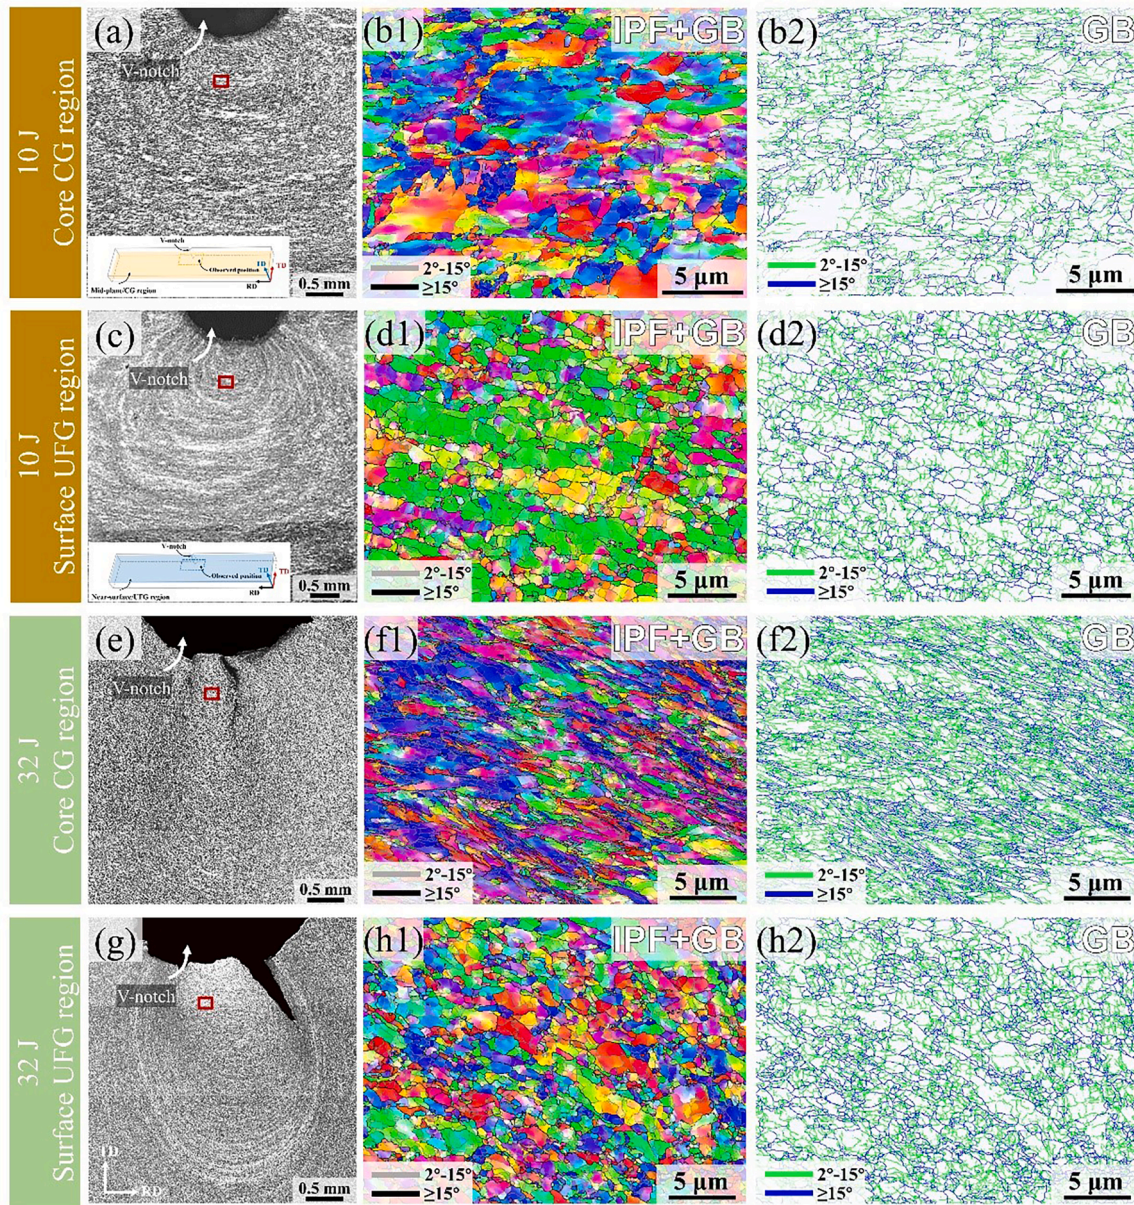 10 J
Core CG region
(a)
V-notch
V-notch
Observed position
TD
TD
RD
Mid-plane/CG region
0.5 mm
(b1)
IPF+GB
2°-15°
≥15°
5 μm
(b2)
GB
2°-15°
≥15°
5 μm
10 J
Surface UFG region
(c)
V-notch
V-notch
Observed position
TD
TD
RD
Near-surface/UFG region
0.5 mm
(d1)
IPF+GB
2°-15°
≥15°
5 μm
(d2)
GB
2°-15°
≥15°
5 μm
32 J
Core CG region
(e)
V-notch
0.5 mm
(f1)
IPF+GB
2°-15°
≥15°
5 μm
(f2)
GB
2°-15°
≥15°
5 μm
32 J
Surface UFG region
(g)
V-notch
TD
RD
0.5 mm
(h1)
IPF+GB
2°-15°
≥15°
5 μm
(h2)
GB
2°-15°
≥15°
5 μm